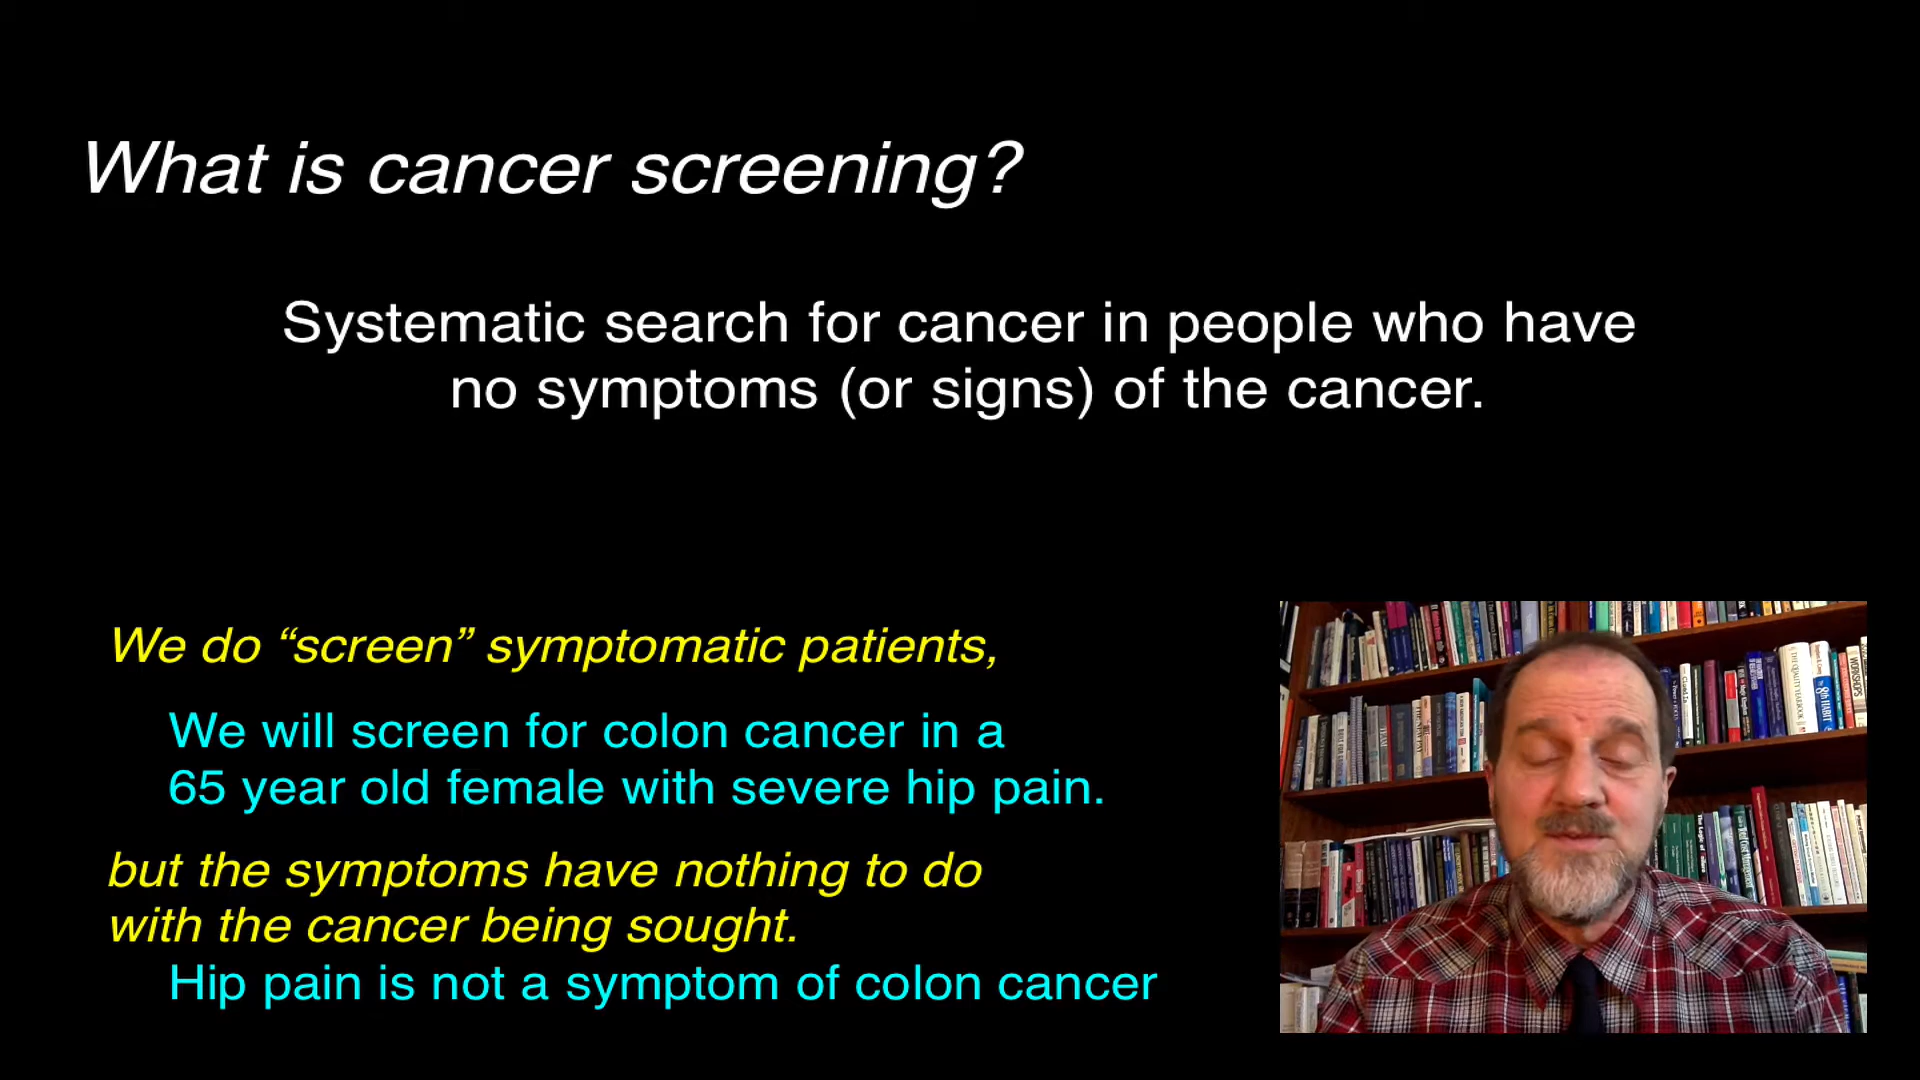 What is cancer screening?
Systematic search for cancer in people who have
no symptoms (or signs) of the cancer.
We do “screen” symptomatic patients,
We will screen for colon cancer in a
65 year old female with severe hip pain.
but the symptoms have nothing to do
with the cancer being sought.
Hip pain is not a symptom of colon cancer